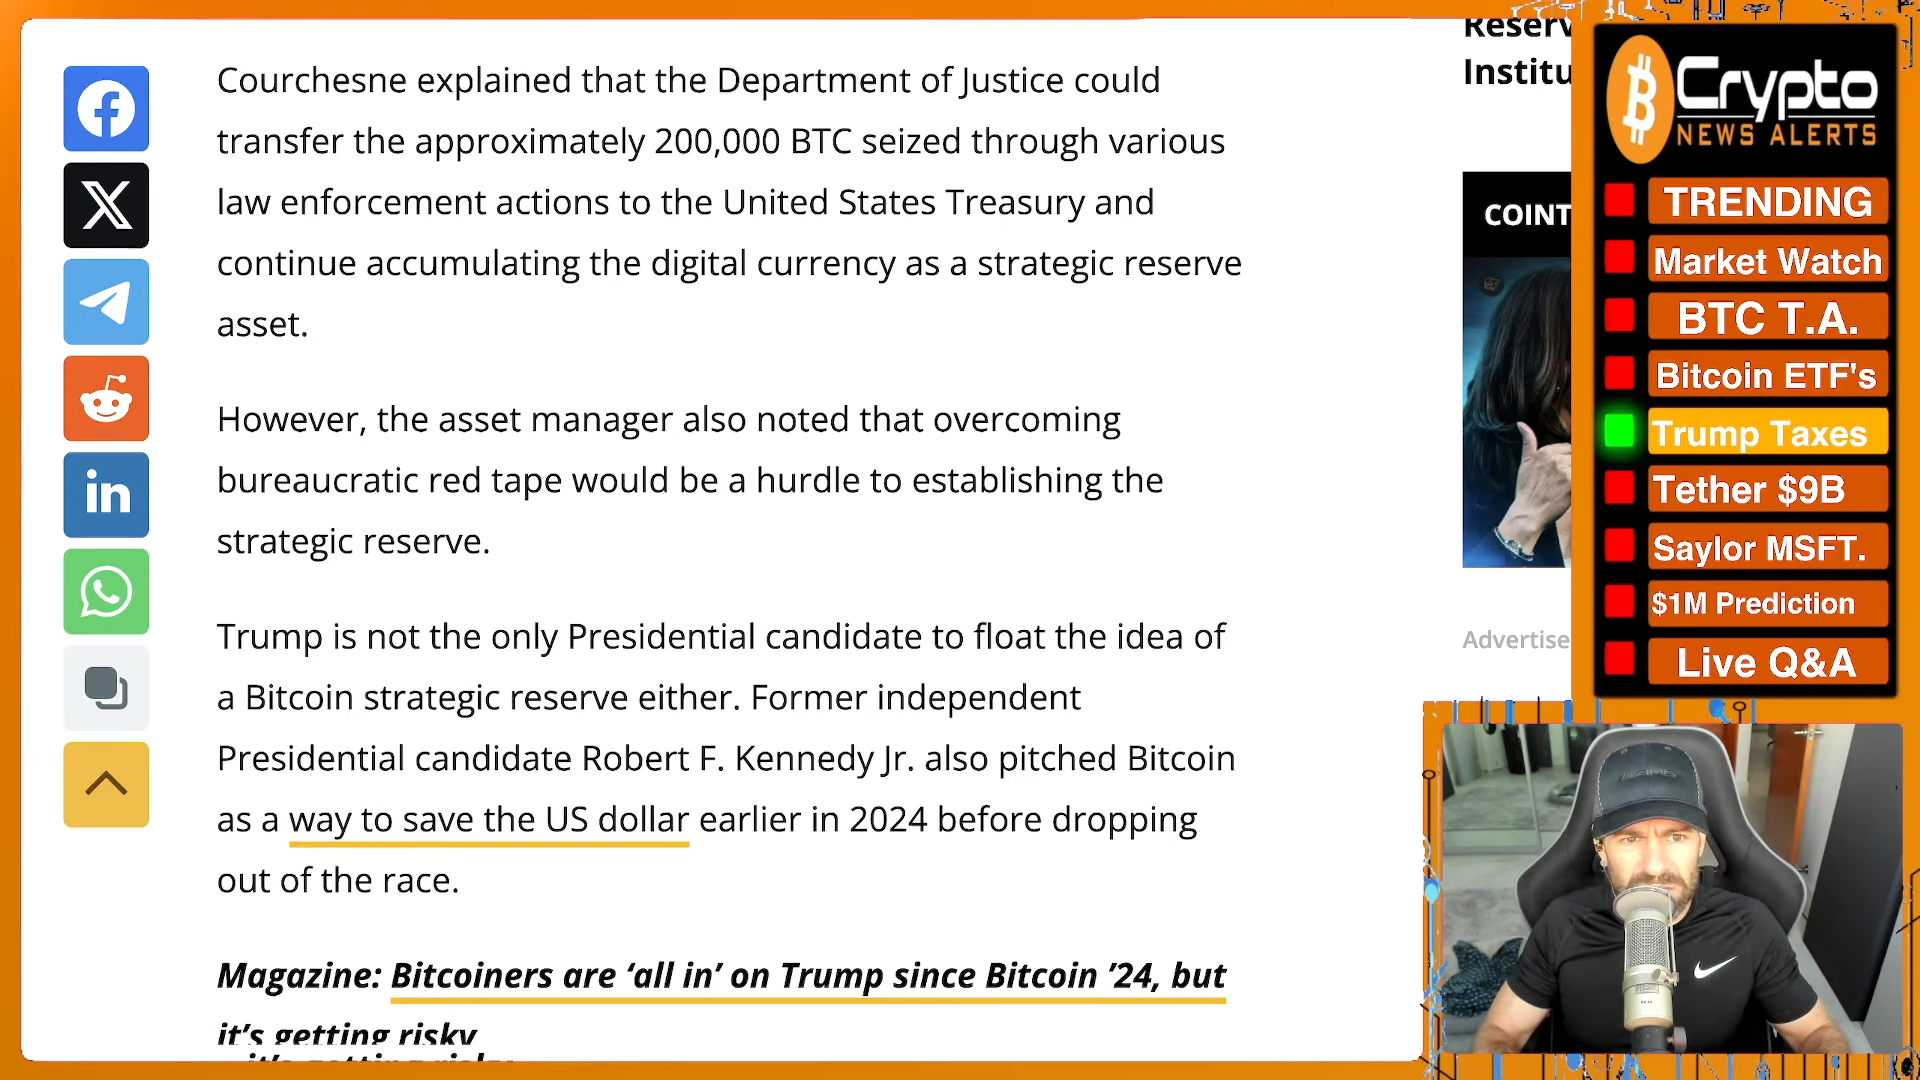 Courchesne explained that the Department of Justice could
transfer the approximately 200,000 BTC seized through various
law enforcement actions to the United States Treasury and
continue accumulating the digital currency as a strategic reserve
asset.
However, the asset manager also noted that overcoming
bureaucratic red tape would be a hurdle to establishing the
strategic reserve.
Trump is not the only Presidential candidate to float the idea of
a Bitcoin strategic reserve either. Former independent
Presidential candidate Robert F. Kennedy Jr. also pitched Bitcoin
as a way to save the US dollar earlier in 2024 before dropping
out of the race.
Magazine: Bitcoiners are ‘all in’ on Trump since Bitcoin ’24, but
it’s getting risky
it’s getting risky
Reserv
Institu
COINT
Advertise
Crypto
NEWS ALERTS
TRENDING
Market Watch
BTC T.A.
Bitcoin ETF's
Trump Taxes
Tether $9B
Saylor MSFT.
$1M Prediction
Live Q&A
AMG